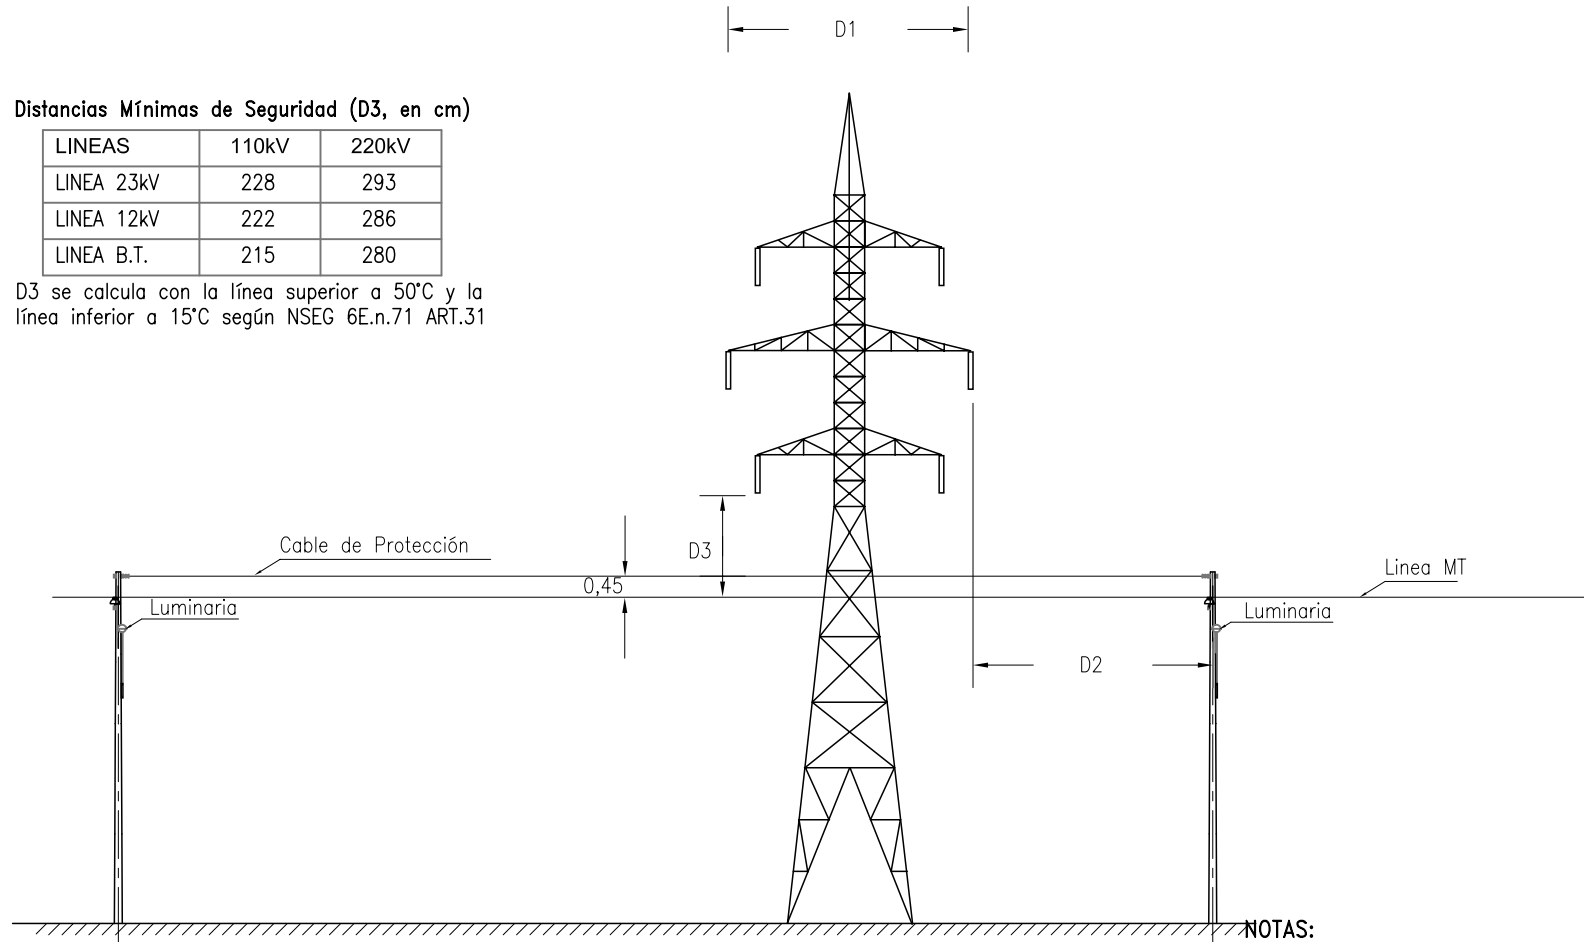 D1
Distancias Mínimas de Seguridad (D3, en cm)
LINEAS 110kV 220kV
LINEA 23kV 228 293
LINEA 12kV 222 286
LINEA B.T. 215 280
D3 se calcula con la línea superior a 50°C y la
línea inferior a 15°C según NSEG 6E.n.71 ART.31
Cable de Protección
D3
0,45
Linea MT
Luminaria
Luminaria
D2
NOTAS: